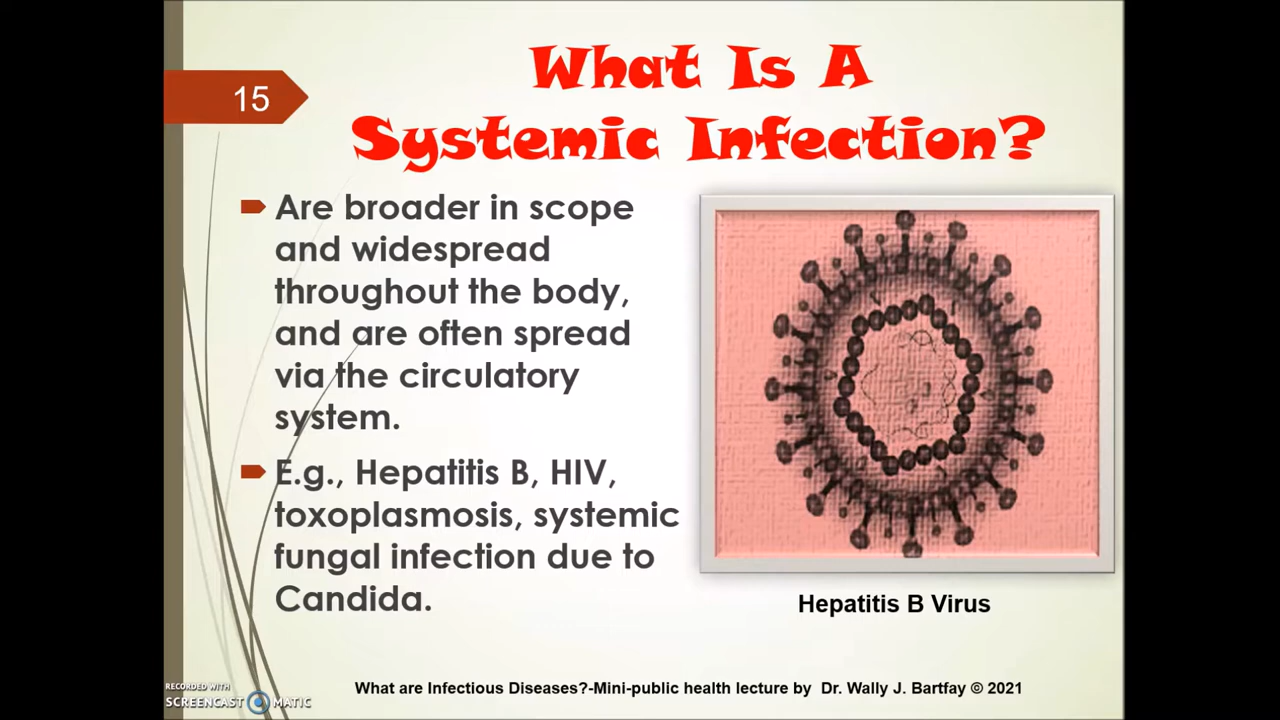 15
What Is A
Systemic Infection?
Are broader in scope
and widespread
throughout the body,
and are often spread
via the circulatory
system.
E.g., Hepatitis B, HIV,
toxoplasmosis, systemic
fungal infection due to
Candida.
Hepatitis B Virus
RECORDED WITH
SCREENCAST MATIC
What are Infectious Diseases?-Mini-public health lecture by Dr. Wally J. Bartfay © 2021